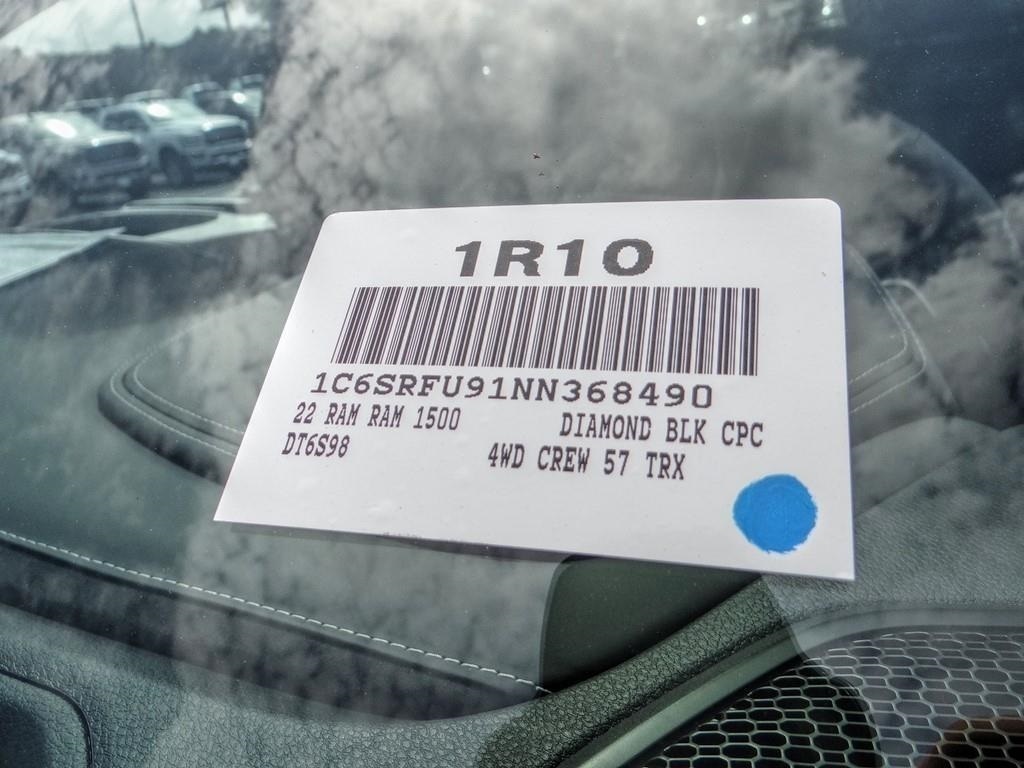 1R10
1C6SRFU91NN368490
22 RAM RAM 1500 DIAMOND BLK CPC
DT6S98 4WD CREW 57 TRX